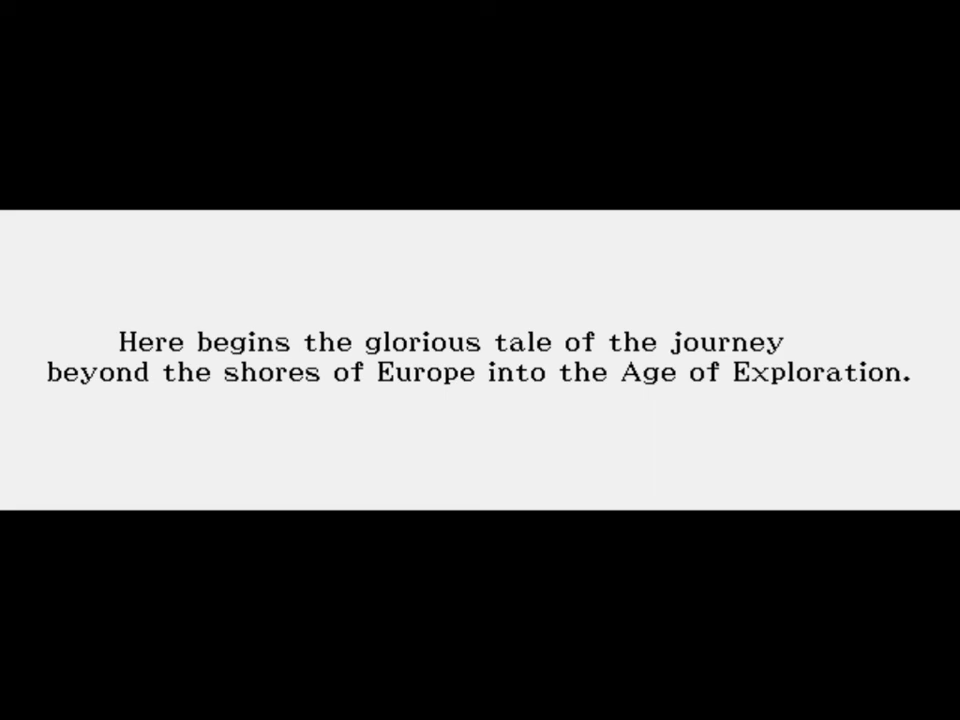 Here begins the glorious tale of the journey
beyond the shores of Europe into the Age of Exploration.